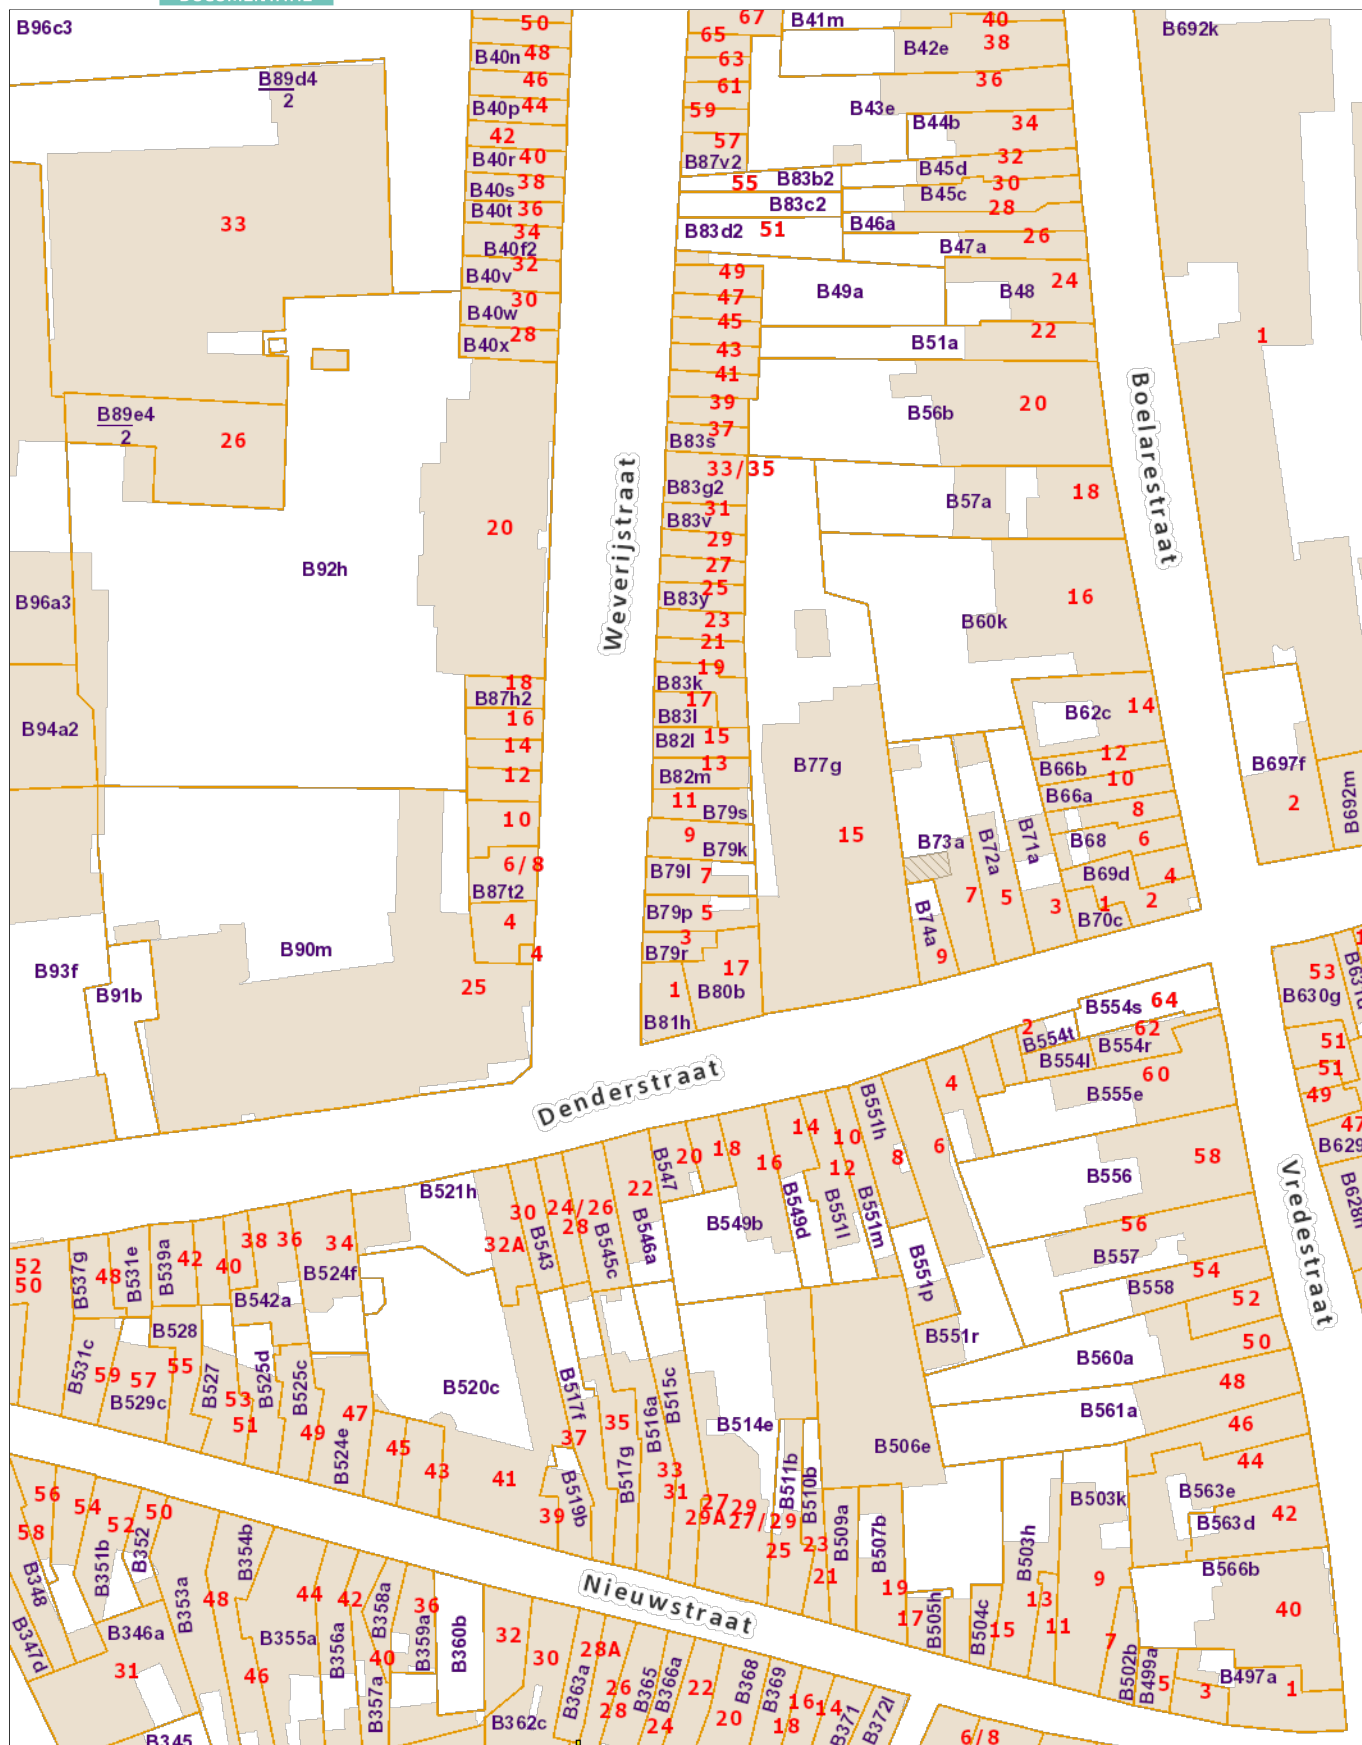 B96c3
B89d4
2
33
B89e4
2
26
B92h
B96a3
B94a2
B93f
B91b
B90m
25
50
B40n 48
46
B40p 44
42
B40r 40
B40s 38
B40t 36
34
B40f2
32
B40v
30
B40w
28
B40x
20
18
B87h2
16
14
12
10
6/8
B87t2
4
4
Weverijstraat
67
65
63
61
59
57
B87v2
55
B83b2
B83c2
B83d2 51
49
47
45
43
41
39
37
B83s
33/35
B83g2
31
B83v
29
27
25
B83y
23
21
19
B83k
17
B83l
B82l 15
13
B82m
11
B79s
9
B79k
B79l 7
B79p 5
3
B79r
17
1
B80b
B81h
B41m
40
B42e 38
36
B43e
B44b 34
32
B45d
30
B45c
28
B46a
26
B47a
24
B49a
B48
22
B51a
20
B56b
18
B57a
16
B60k
14
B62c
12
B66b
10
B66a
8
B68 6
B69d 4
1 2
B70c
B77g
15
B73a
B72a
B71a
B74a
7
5
3
9
Boelarestraat
B692k
1
B697f
2
B692m
Denderstraat
53
B630g
51
51
49
47
B629
B628h
Vredestraat
2
B554t
B554s 64
62
B554r
B554l
60
B555e
B556
58
56
B557
54
B558
52
50
B560a
48
B561a
46
44
B563e
42
B563d
B566b
40
B497a
1
3
5
B499a
B502b
7
9
B503k
11
13
B503h
15
B504c
B505h
17
19
B507b
B509a
21
23
B510b
B511b
25
27/29
27 29
29A
B514e
B506e
4
6
8
B551h
10
12
14
16
18
20
B547
22
B546a
24/26
28
B545c
B543
30
32A
B521h
B549b
B549d
B551l
B551m
B551p
B551r
34
36
38
40
42
B539a
B531e
48
B537g
52
50
B524f
B542a
B528
B531c
59
57
B529c
55
B527
53
51
B525d
B525c
49
47
B524e
45
43
41
39
B520c
B519b
37
B517f
35
B517g
B516a
B515c
33
31
Nieuwstraat
56
58
54
52
50
B348
B347d
B351b
B352
B353a
B346a
31
B345
48
B354b
46
B355a
44
42
B356a
B358a
40
B357a
36
B359a
B360b
32
30
B362c
B363a
28A
26
28
B365
B366a
24
22
20
B368
B369
16
14
18
B371
B372l
6/8